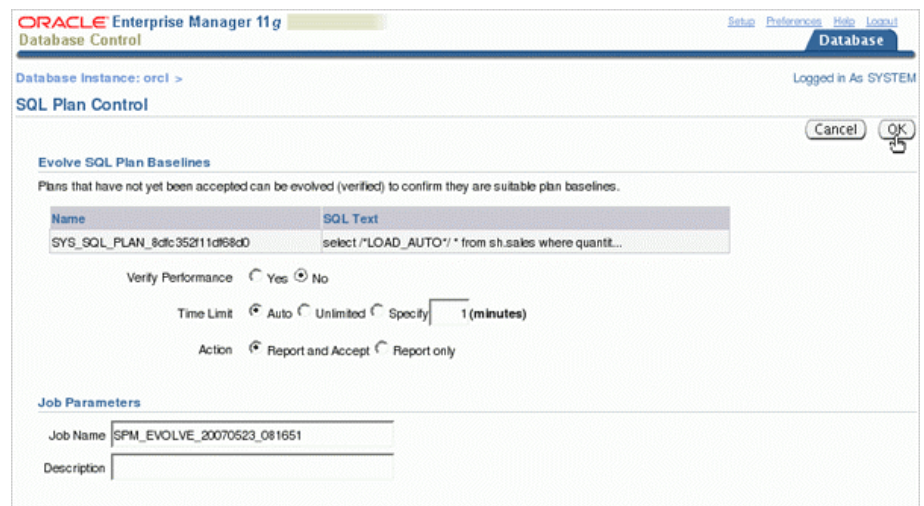 ORACLE Enterprise Manager 11g
Database Control
Setup Preferences Help Logout
Database
Database Instance: orcl >
Logged in As SYSTEM
SQL Plan Control
Cancel OK
Evolve SQL Plan Baselines
Plans that have not yet been accepted can be evolved (verified) to confirm they are suitable plan baselines.
Name SQL Text
SYS_SQL_PLAN_8dfc352f11df68d0 select /*LOAD_AUTO*/ * from sh.sales where quantit...
Verify Performance Yes No
Time Limit Auto Unlimited Specify 1 (minutes)
Action Report and Accept Report only
Job Parameters
Job Name SPM_EVOLVE_20070523_081651
Description